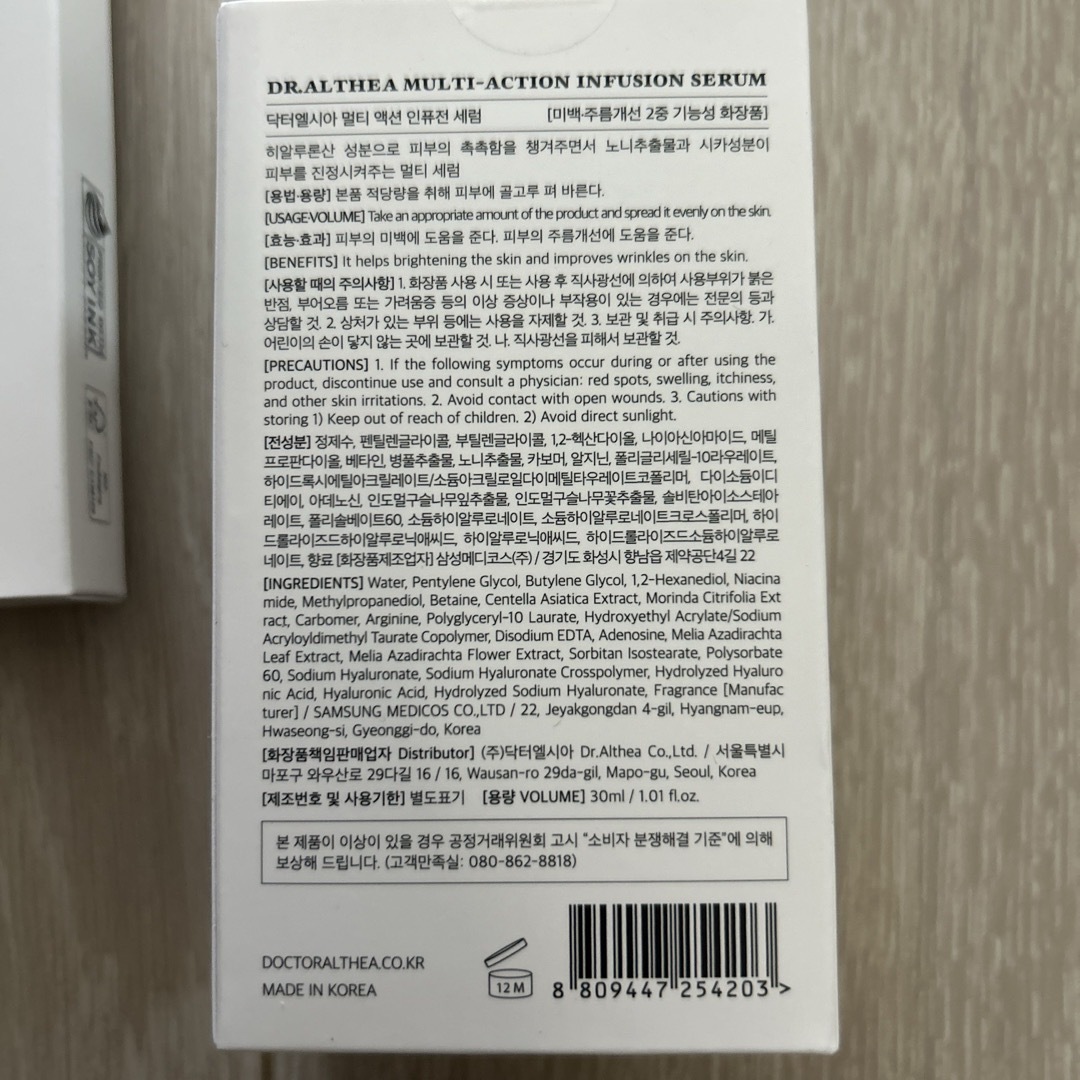 DR.ALTHEA MULTI-ACTION INFUSION SERUM
닥터엘시아 멀티 액션 인퓨전 세럼 [미백·주름개선 2중 기능성 화장품]
히알루론산 성분으로 피부의 촉촉함을 챙겨주면서 노니추출물과 시카성분이
피부를 진정시켜주는 멀티 세럼
[용법·용량] 본품 적당량을 취해 피부에 골고루 펴 바른다.
[USAGE·VOLUME] Take an appropriate amount of the product and spread it evenly on the skin.
[효능·효과] 피부의 미백에 도움을 준다. 피부의 주름개선에 도움을 준다.
[BENEFITS] It helps brightening the skin and improves wrinkles on the skin.
[사용할 때의 주의사항] 1. 화장품 사용 시 또는 사용 후 직사광선에 의하여 사용부위가 붉은
반점, 부어오름 또는 가려움증 등의 이상 증상이나 부작용이 있는 경우에는 전문의 등과
상담할 것. 2. 상처가 있는 부위 등에는 사용을 자제할 것. 3. 보관 및 취급 시 주의사항. 가.
어린이의 손이 닿지 않는 곳에 보관할 것. 나. 직사광선을 피해서 보관할 것.
[PRECAUTIONS] 1. If the following symptoms occur during or after using the
product, discontinue use and consult a physician: red spots, swelling, itchiness,
and other skin irritations. 2. Avoid contact with open wounds. 3. Cautions with
storing 1) Keep out of reach of children. 2) Avoid direct sunlight.
[전성분] 정제수, 펜틸렌글라이콜, 부틸렌글라이콜, 1,2-헥산다이올, 나이아신아마이드, 메틸
프로판다이올, 베타인, 병풀추출물, 노니추출물, 카보머, 알지닌, 폴리글리세릴-10라우레이트,
하이드록시에틸아크릴레이트/소듐아크릴로일다이메틸타우레이트코폴리머, 다이소듐이디
티에이, 아데노신, 인도멀구슬나무잎추출물, 인도멀구슬나무꽃추출물, 솔비탄아이소스테아
레이트, 폴리솔베이트60, 소듐하이알루로네이트, 소듐하이알루로네이트크로스폴리머, 하이
드롤라이즈드하이알루로닉애씨드, 하이알루로닉애씨드, 하이드롤라이즈드소듐하이알루로
네이트, 향료 [화장품제조업자] 삼성메디코스(주) / 경기도 화성시 향남읍 제약공단4길 22
[INGREDIENTS] Water, Pentylene Glycol, Butylene Glycol, 1,2-Hexanediol, Niacina
mide, Methylpropanediol, Betaine, Centella Asiatica Extract, Morinda Citrifolia Ext
ract, Carbomer, Arginine, Polyglyceryl-10 Laurate, Hydroxyethyl Acrylate/Sodium
Acryloyldimethyl Taurate Copolymer, Disodium EDTA, Adenosine, Melia Azadirachta
Leaf Extract, Melia Azadirachta Flower Extract, Sorbitan Isostearate, Polysorbate
60, Sodium Hyaluronate, Sodium Hyaluronate Crosspolymer, Hydrolyzed Hyaluro
nic Acid, Hyaluronic Acid, Hydrolyzed Sodium Hyaluronate, Fragrance [Manufac
turer] / SAMSUNG MEDICOS CO.,LTD / 22, Jeyakgongdan 4-gil, Hyangnam-eup,
Hwaseong-si, Gyeonggi-do, Korea
[화장품책임판매업자 Distributor] (주)닥터엘시아 Dr.Althea Co.,Ltd. / 서울특별시
마포구 와우산로 29다길 16 / 16, Wausan-ro 29da-gil, Mapo-gu, Seoul, Korea
[제조번호 및 사용기한] 별도표기 [용량 VOLUME] 30ml / 1.01 fl.oz.
본 제품이 이상이 있을 경우 공정거래위원회 고시 "소비자 분쟁해결 기준"에 의해
보상해 드립니다. (고객만족실: 080-862-8818)
DOCTORALTHEA.CO.KR
MADE IN KOREA
12 M
8 809447 254203 >
SOY INK